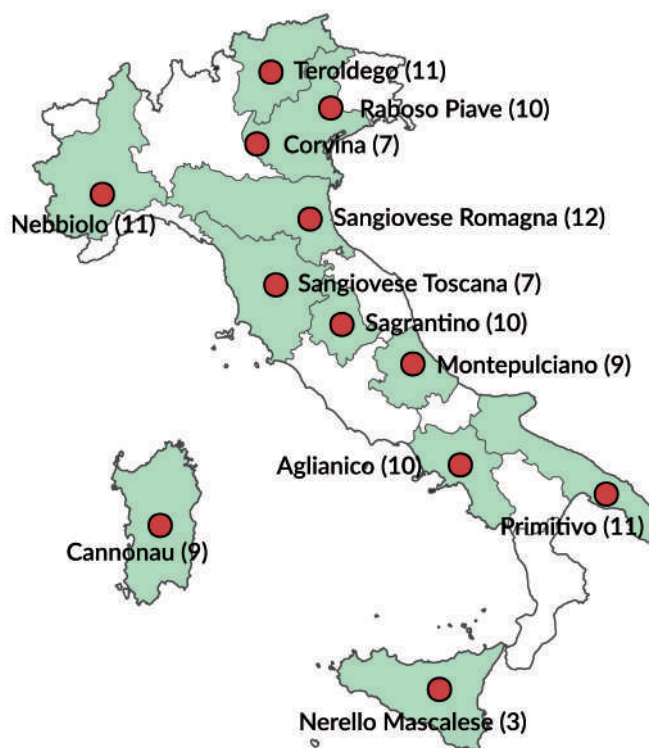 Teroldego (11)
Raboso Piave (10)
Corvina (7)
Nebbiolo (11)
Sangiovese Romagna (12)
Sangiovese Toscana (7)
Sagrantino (10)
Montepulciano (9)
Aglianico (10)
Primitivo (11)
Cannonau (9)
Nerello Mascalese (3)